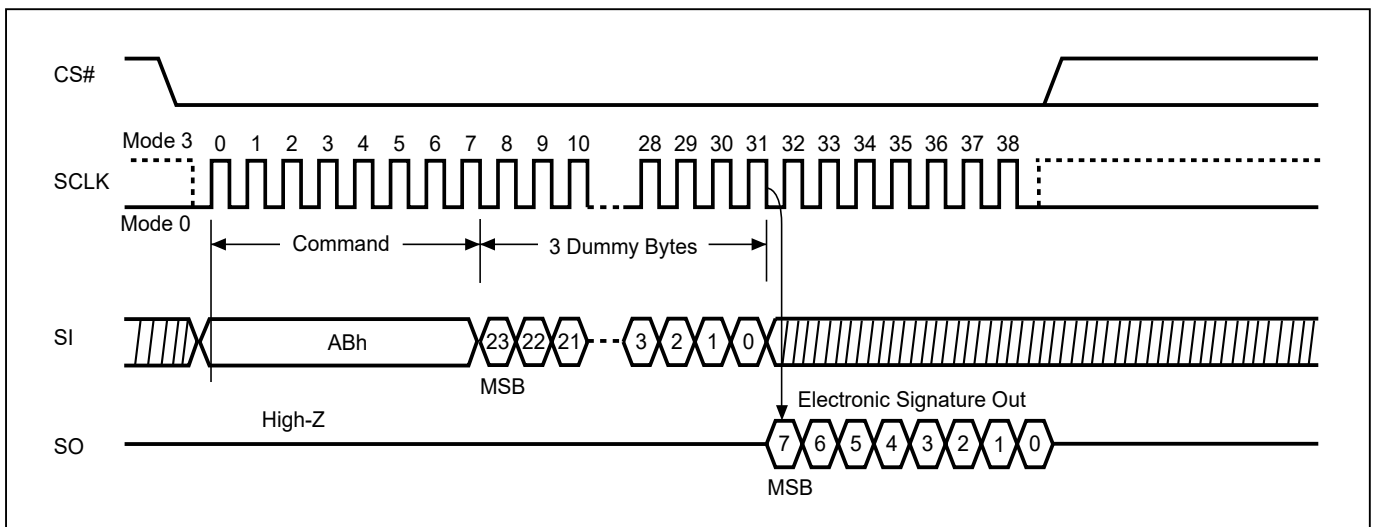 CS#
Mode 3 0 1 2 3 4 5 6 7 8 9 10 28 29 30 31 32 33 34 35 36 37 38
SCLK
Mode 0
Command 3 Dummy Bytes
SI ABh 23 22 21 3 2 1 0
MSB
Electronic Signature Out
High-Z
SO 7 6 5 4 3 2 1 0
MSB